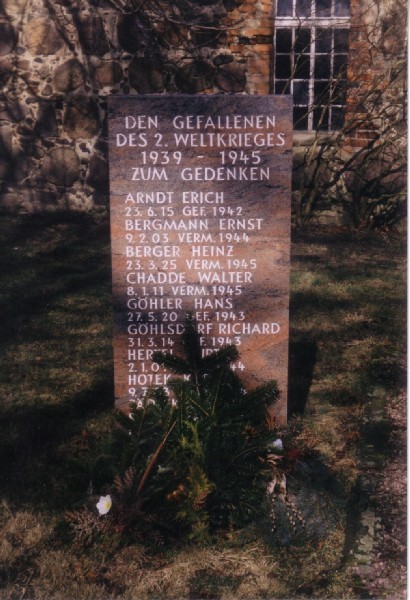 DEN GEFALLENEN
DES 2. WELTKRIEGES
1939 - 1945
ZUM GEDENKEN
ARNDT ERICH
23.6.15 GEF. 1942
BERGMANN ERNST
9.2.03 VERM. 1944
BERGER HEINZ
23.3.25 VERM. 1945
CHADDE WALTER
8.1.11 VERM. 1945
GÖHLER HANS
27.5.20 GEF. 1943
GÖHLSDORF RICHARD
31.3.14 1943